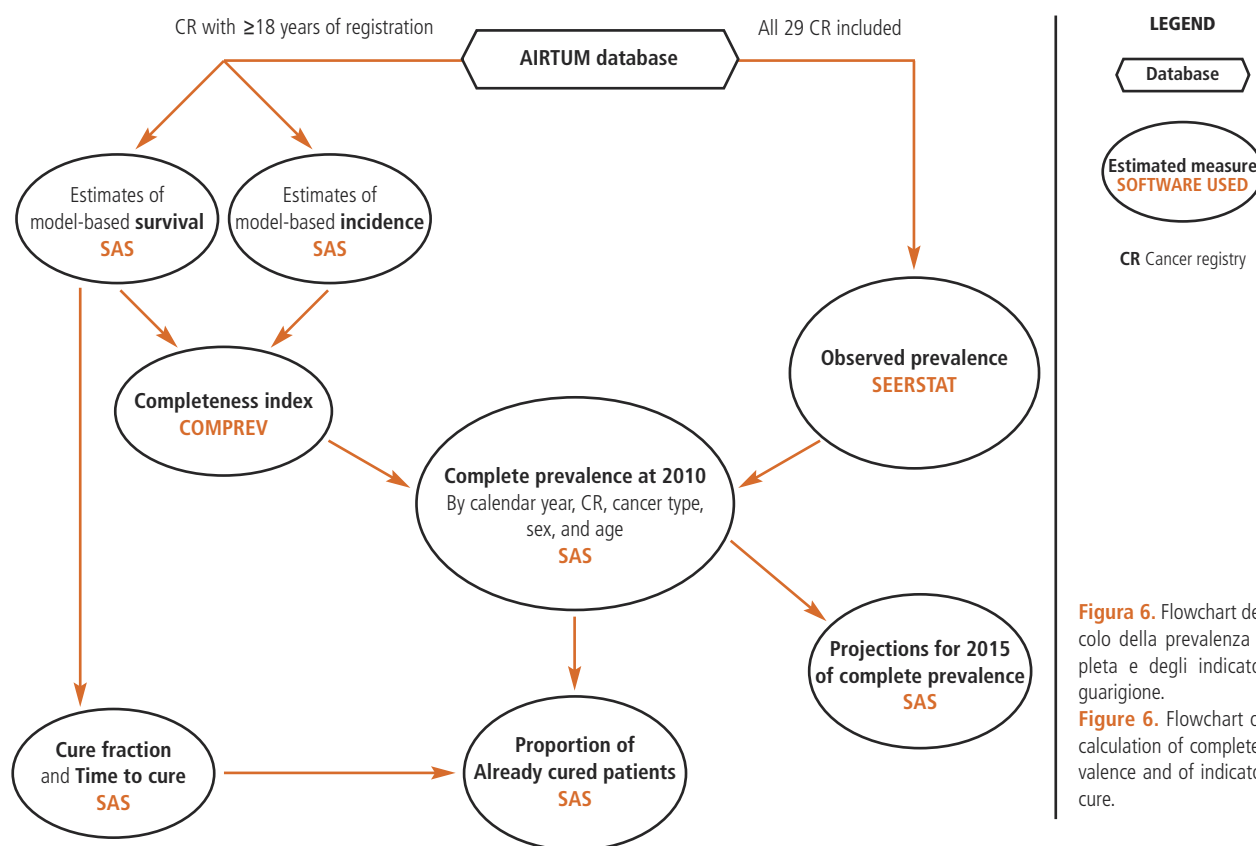 CR with ≥18 years of registration
AIRTUM database
All 29 CR included
Estimates of
model-based survival
SAS
Estimates of
model-based incidence
SAS
Completeness index
COMPREV
Observed prevalence
SEERSTAT
Complete prevalence at 2010
By calendar year, CR, cancer type,
sex, and age
SAS
Projections for 2015
of complete prevalence
SAS
Cure fraction
and Time to cure
SAS
Proportion of
Already cured patients
SAS
LEGEND
Database
Estimated measure
SOFTWARE USED
CR Cancer registry
Figura 6. Flowchart
colo della prevalenza
pleta e degli
guarigione.
Figure 6. Flowchart
calculation of complete
valence and of
cure.